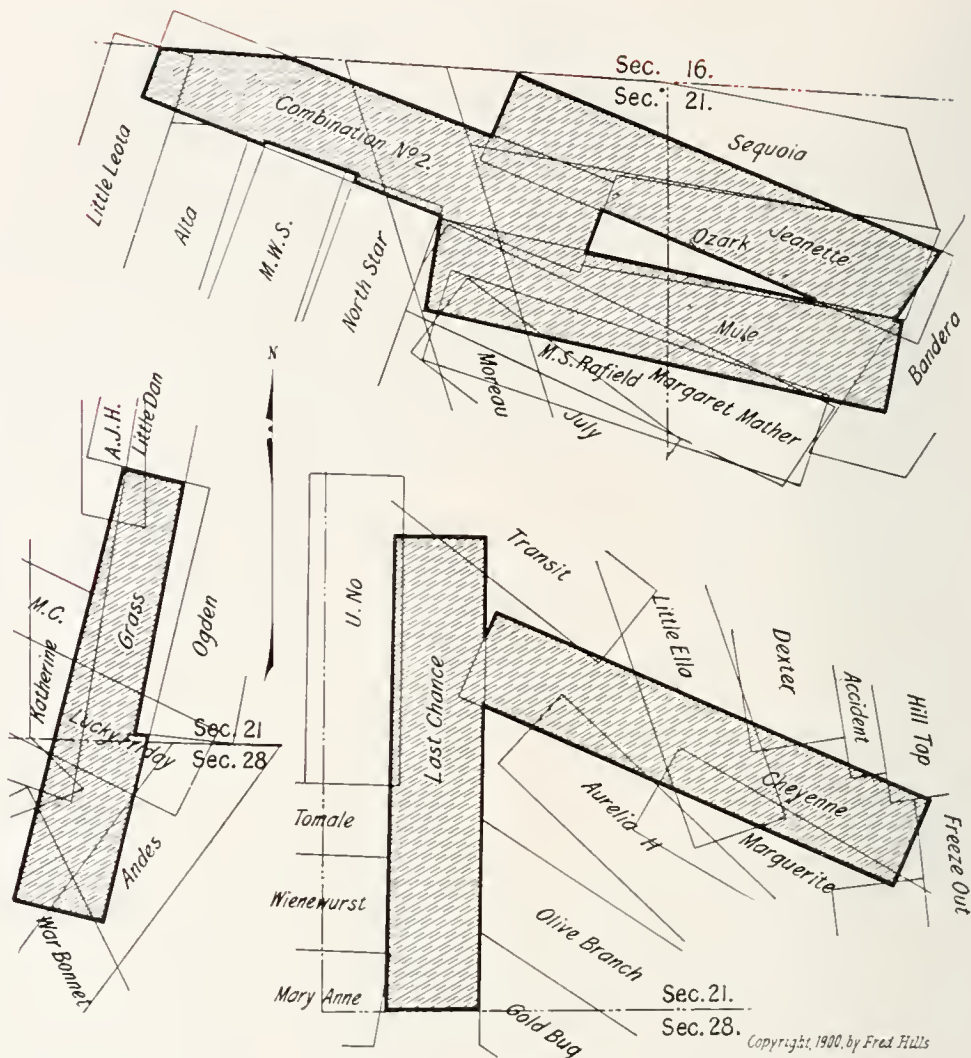 Sec. 16.
Sec. 21.
Combination Nº2.
Sequoia
Little Leota
Alta
M.W.S.
North Star
Ozark
Jeanette
Mule
Bandera
M.S. Rafield
Margaret Mather
Moreau
July
N
A.J.H.
Little Dan
Grass
Ogden
M.C.
Katherine
Lucky Friday
Sec. 21
Sec. 28
Andes
War Bonnet
U. No
Transit
Last Chance
Little Ella
Dexter
Accident
Hill Top
Cheyenne
Freeze Out
Aurelia H
Marguerite
Tomale
Wienewurst
Mary Anne
Olive Branch
Gold Bug
Sec. 21.
Sec. 28.
Copyright, 1900, by Fred Hills